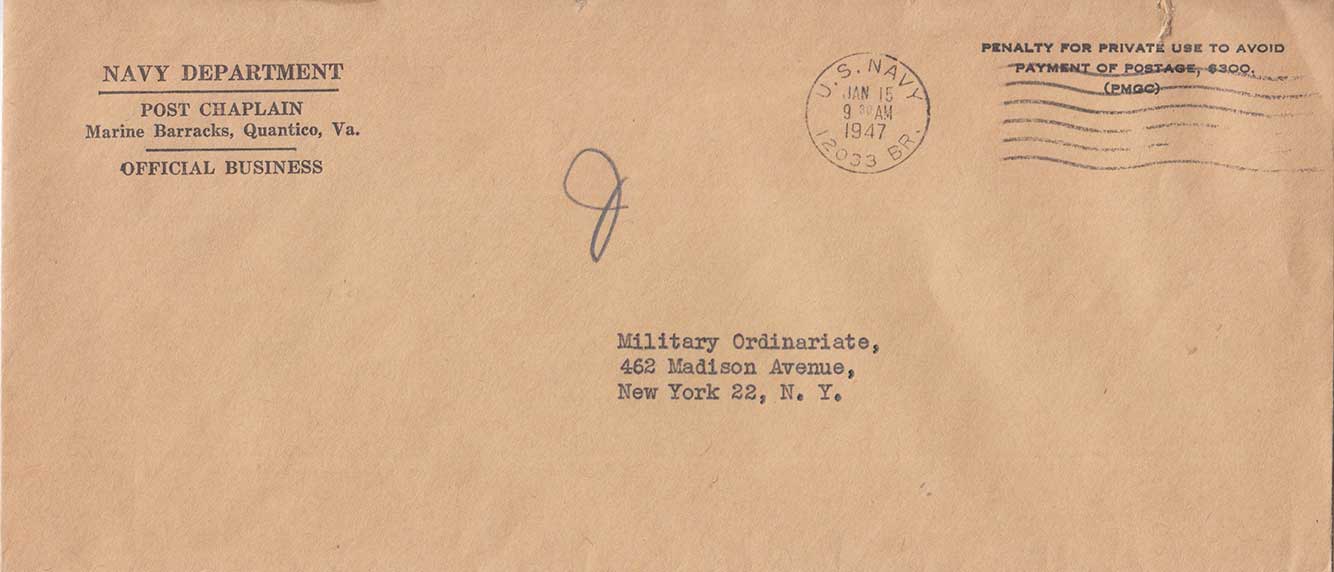 NAVY DEPARTMENT
POST CHAPLAIN
Marine Barracks, Quantico, Va.
OFFICIAL BUSINESS
U.S. NAVY
JAN 15
9 30 AM
1947
12033 BR.
PENALTY FOR PRIVATE USE TO AVOID
PAYMENT OF POSTAGE, $300.
(PMGC)
Military Ordinariate,
462 Madison Avenue,
New York 22, N. Y.